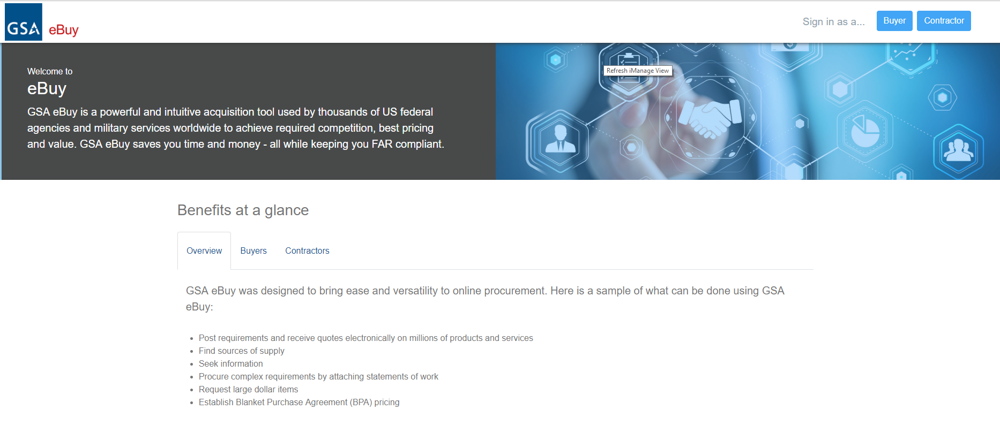 GSA eBuy
Sign in as a... Buyer Contractor
Welcome to
eBuy
GSA eBuy is a powerful and intuitive acquisition tool used by thousands of US federal
agencies and military services worldwide to achieve required competition, best pricing
and value. GSA eBuy saves you time and money - all while keeping you FAR compliant.
Refresh iManage View
Benefits at a glance
Overview Buyers Contractors
GSA eBuy was designed to bring ease and versatility to online procurement. Here is a sample of what can be done using GSA
eBuy:
• Post requirements and receive quotes electronically on millions of products and services
• Find sources of supply
• Seek information
• Procure complex requirements by attaching statements of work
• Request large dollar items
• Establish Blanket Purchase Agreement (BPA) pricing